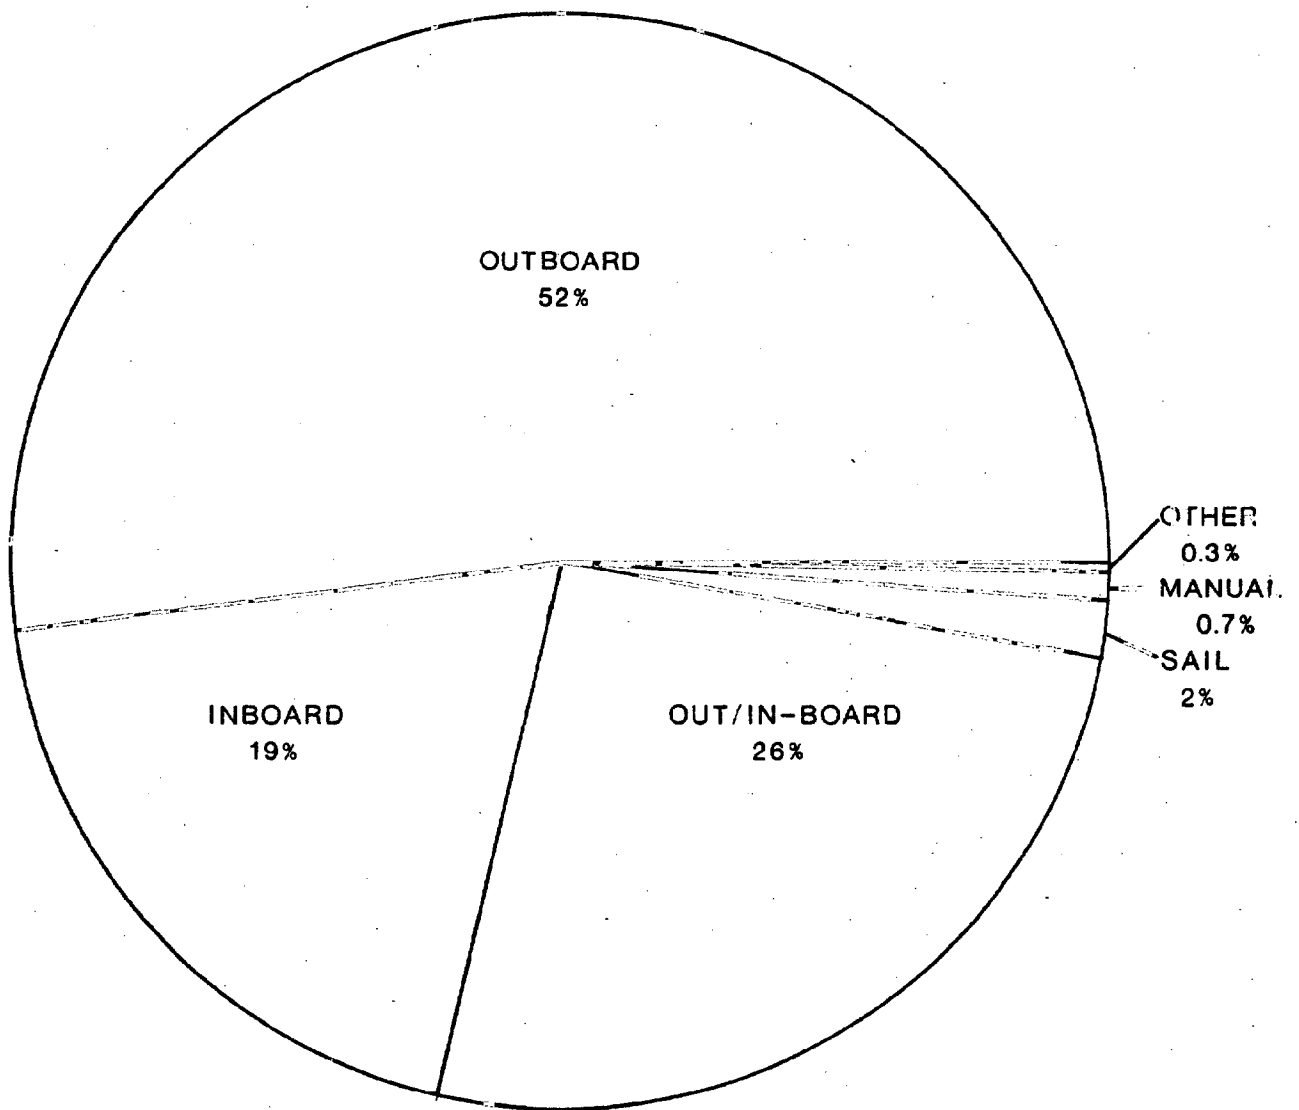 OUTBOARD
52%
OTHER
0.3%
MANUAL
0.7%
SAIL
2%
INBOARD
19%
OUT/IN-BOARD
26%